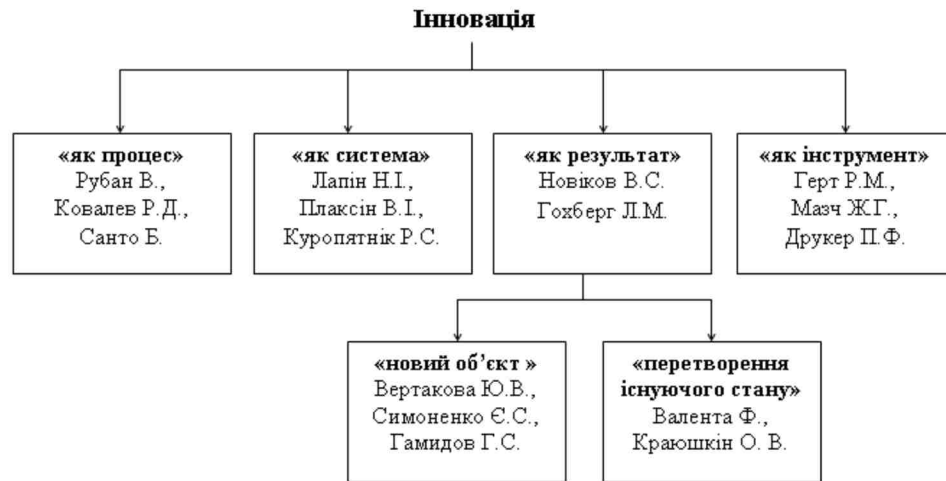 Інновація
«як процес»
Рубан В.,
Ковалев Р.Д.,
Санто Б.
«як система»
Лапін Н.І.,
Плаксін В.І.,
Куропятнік Р.С.
«як результат»
Новіков В.С.
Гохберг Л.М.
«як інструмент»
Герт Р.М.,
Мазч Ж.Г.,
Друкер П.Ф.
«новий об’єкт »
Вертакова Ю.В.,
Симоненко Є.С.,
Гамидов Г.С.
«перетворення
існуючого стану»
Валента Ф.,
Краюшкін О. В.